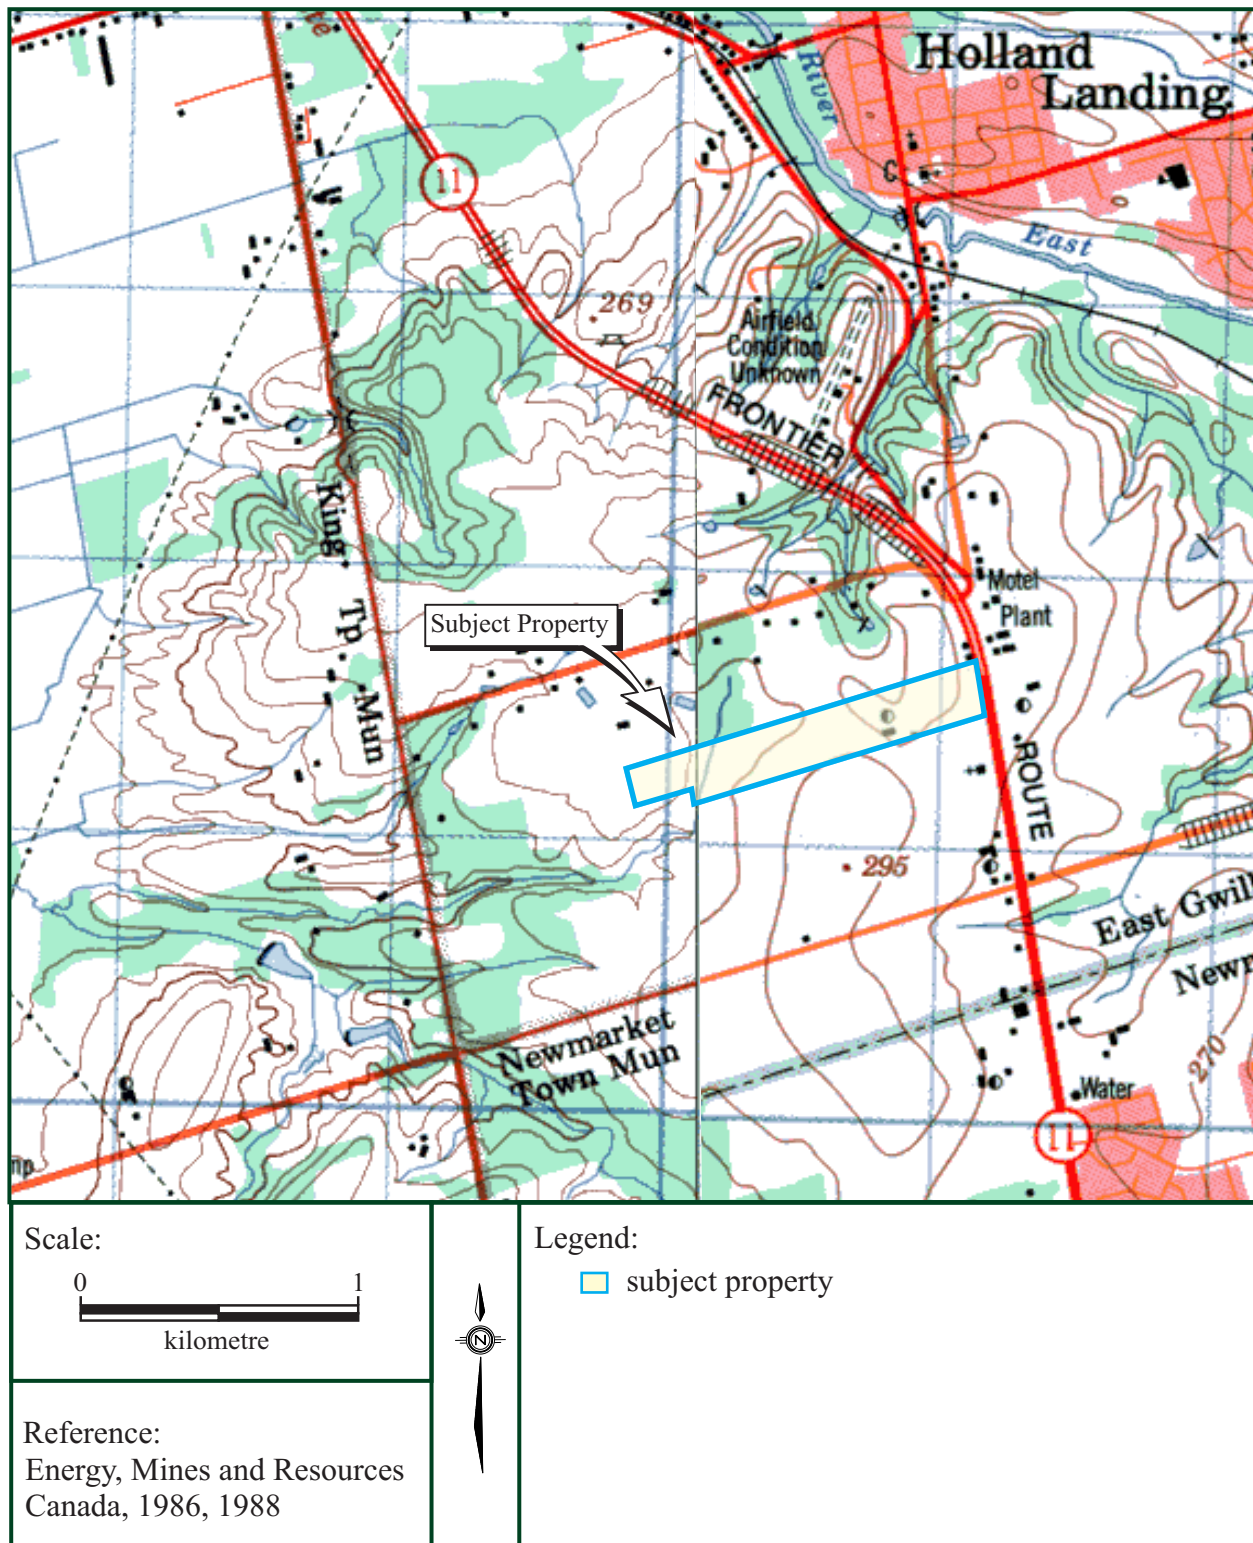 Holland
Landing
River
East
11
269
Airfield
Condition
Unknown
FRONTIER
King
Tp
Mun
Motel
Plant
Subject Property
ROUTE
295
East Gwill
Newm
Newmarket
Town Mun
270
Water
11
Scale:
0 1
kilometre
N
Legend:
subject property
Reference:
Energy, Mines and Resources
Canada, 1986, 1988